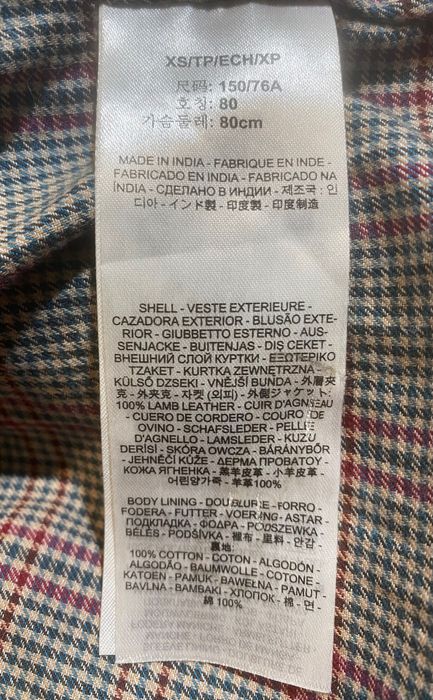 XS/TP/ECH/XP
尺码: 150/76A
호칭: 80
가슴둘레: 80cm
MADE IN INDIA - FABRIQUE EN INDE -
FABRICADO EN INDIA - FABRICADO NA
ÍNDIA - СДЕЛАНО В ИНДИИ - 제조국: 인
디아 - インド製 - 印度製 - 印度制造
SHELL - VESTE EXTERIEURE -
CAZADORA EXTERIOR - BLUSÃO EXTE-
RIOR - GIUBBETTO ESTERNO - AUS-
SENJACKE - BUITENJAS - DIŞ CEKET -
ВНЕШНИЙ СЛОЙ КУРТКИ - ΕΞΩΤΕΡΙΚΟ
TZAKET - KURTKA ZEWNĘTRZNA -
KÜLSŐ DZSEKI - VNĚJŠÍ BUNDA - 外層夾
克 - 外夹克 - 자켓 (외피) - 外側ジャケット:
100% LAMB LEATHER - CUIR D'AGNEAU
- CUERO DE CORDERO - COURO DE
OVINO - SCHAFSLEDER - PELLE
D'AGNELLO - LAMSLEDER - KUZU
DERİSİ - SKÓRA OWCZA - BÁRÁNYBŐR
- JEHNĚČÍ KŮŽE - ΔΕΡΜΑ ΠΡΟΒΑΤΟΥ -
КОЖА ЯГНЕНКА - 羔羊皮革 - 小羊皮革 -
어린양가죽 - 羊革100%
BODY LINING - DOUBLURE - FORRO -
FODERA - FUTTER - VOERING - ASTAR -
ПОДКЛАДКА - ΦΟΔΡΑ - PODSZEWKA -
BÉLÉS - PODŠÍVKA - 襯布 - 里料 - 안감 -
裏地:
100% COTTON - COTON - ALGODÓN -
ALGODÃO - BAUMWOLLE - COTONE -
KATOEN - PAMUK - BAWEŁNA - PAMUT -
BAVLNA - ΒΑΜΒΑΚΙ - ХЛОПОК - 棉 - 면 -
綿 100%